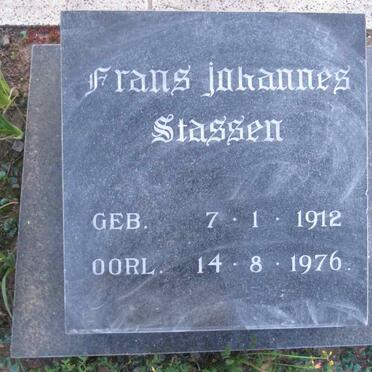 Frans Johannes
Stassen
GEB. 7 · 1 · 1912
OORL. 14 · 8 · 1976.